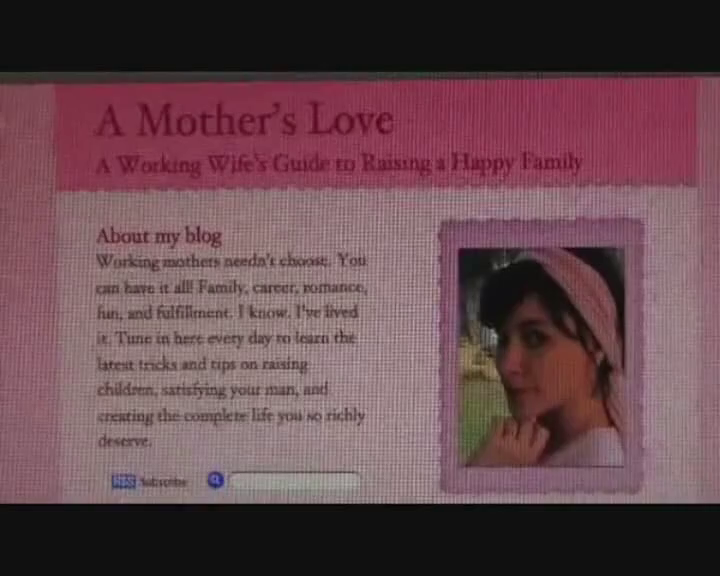 A Mother's Love
A Working Wife's Guide to Raising a Happy Family
About my blog
Working mothers needn't choose. You
can have it all! Family, career, romance,
fun, and fulfillment. I know. I've lived
it. Tune in here every day to learn the
latest tricks and tips on raising
children, satisfying your man, and
creating the complete life you so richly
deserve.
RSS Subscribe